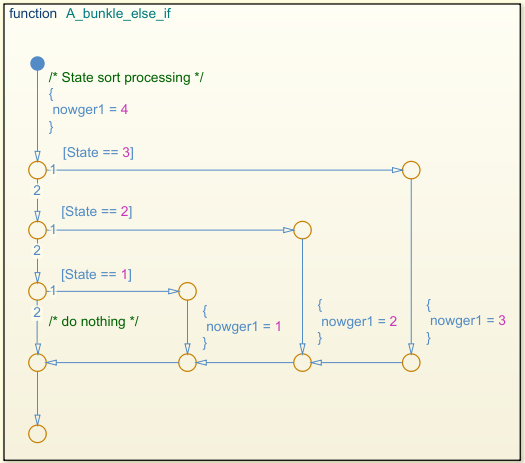 function A_bunkle_else_if
/* State sort processing */
{
nowger1 = 4
}
[State == 3]
1
2
[State == 2]
1
2
[State == 1]
1
2
/* do nothing */
{
nowger1 = 1
}
{
nowger1 = 2
}
{
nowger1 = 3
}